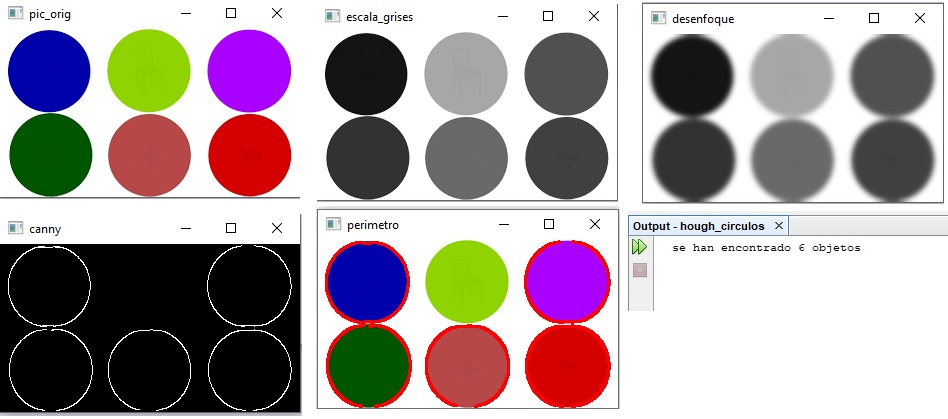 pic_orig
escala_grises
desenfoque
canny
perimetro
Output - hough_circulos
se han encontrado 6 objetos